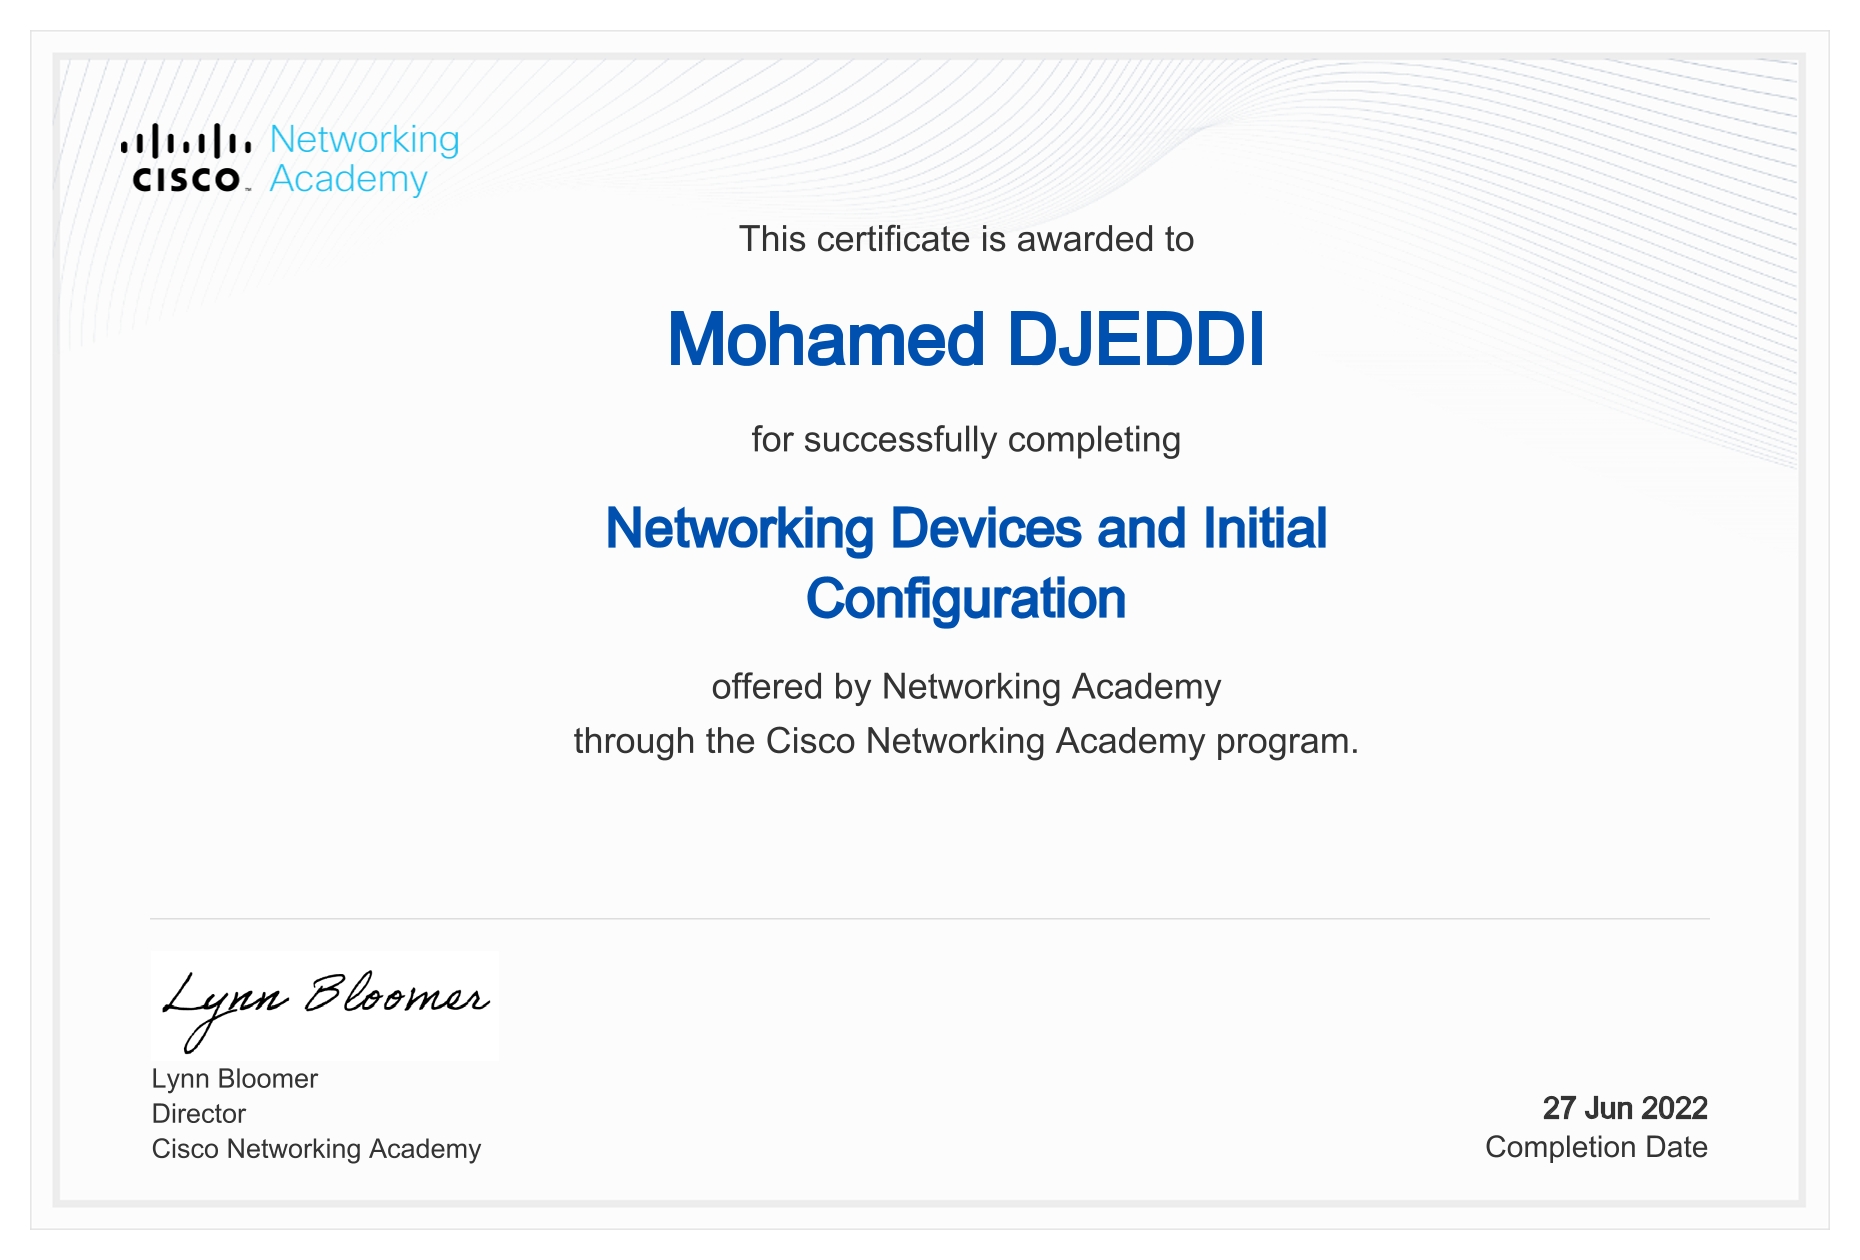 Networking
CISCO™ Academy
This certificate is awarded to
Mohamed DJEDDI
for successfully completing
Networking Devices and Initial
Configuration
offered by Networking Academy
through the Cisco Networking Academy program.
Lynn Bloomer
Lynn Bloomer
Director
Cisco Networking Academy
27 Jun 2022
Completion Date